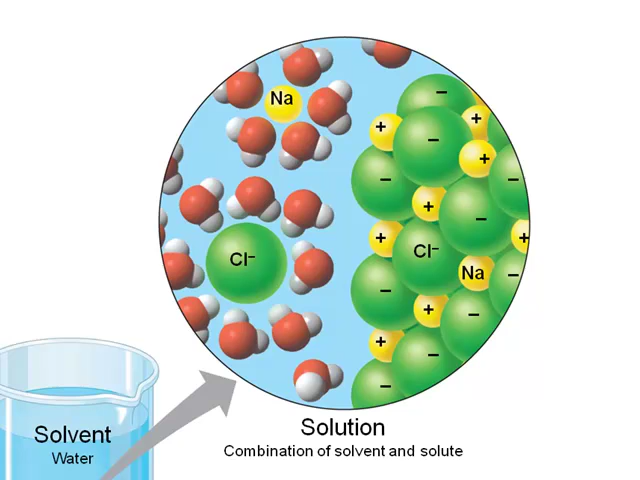 Na
Cl⁻
−
+
+
−
+
−
−
+
−
+
+
Cl⁻
Na
−
−
+
−
+
−
−
Solution
Combination of solvent and solute
Solvent
Water